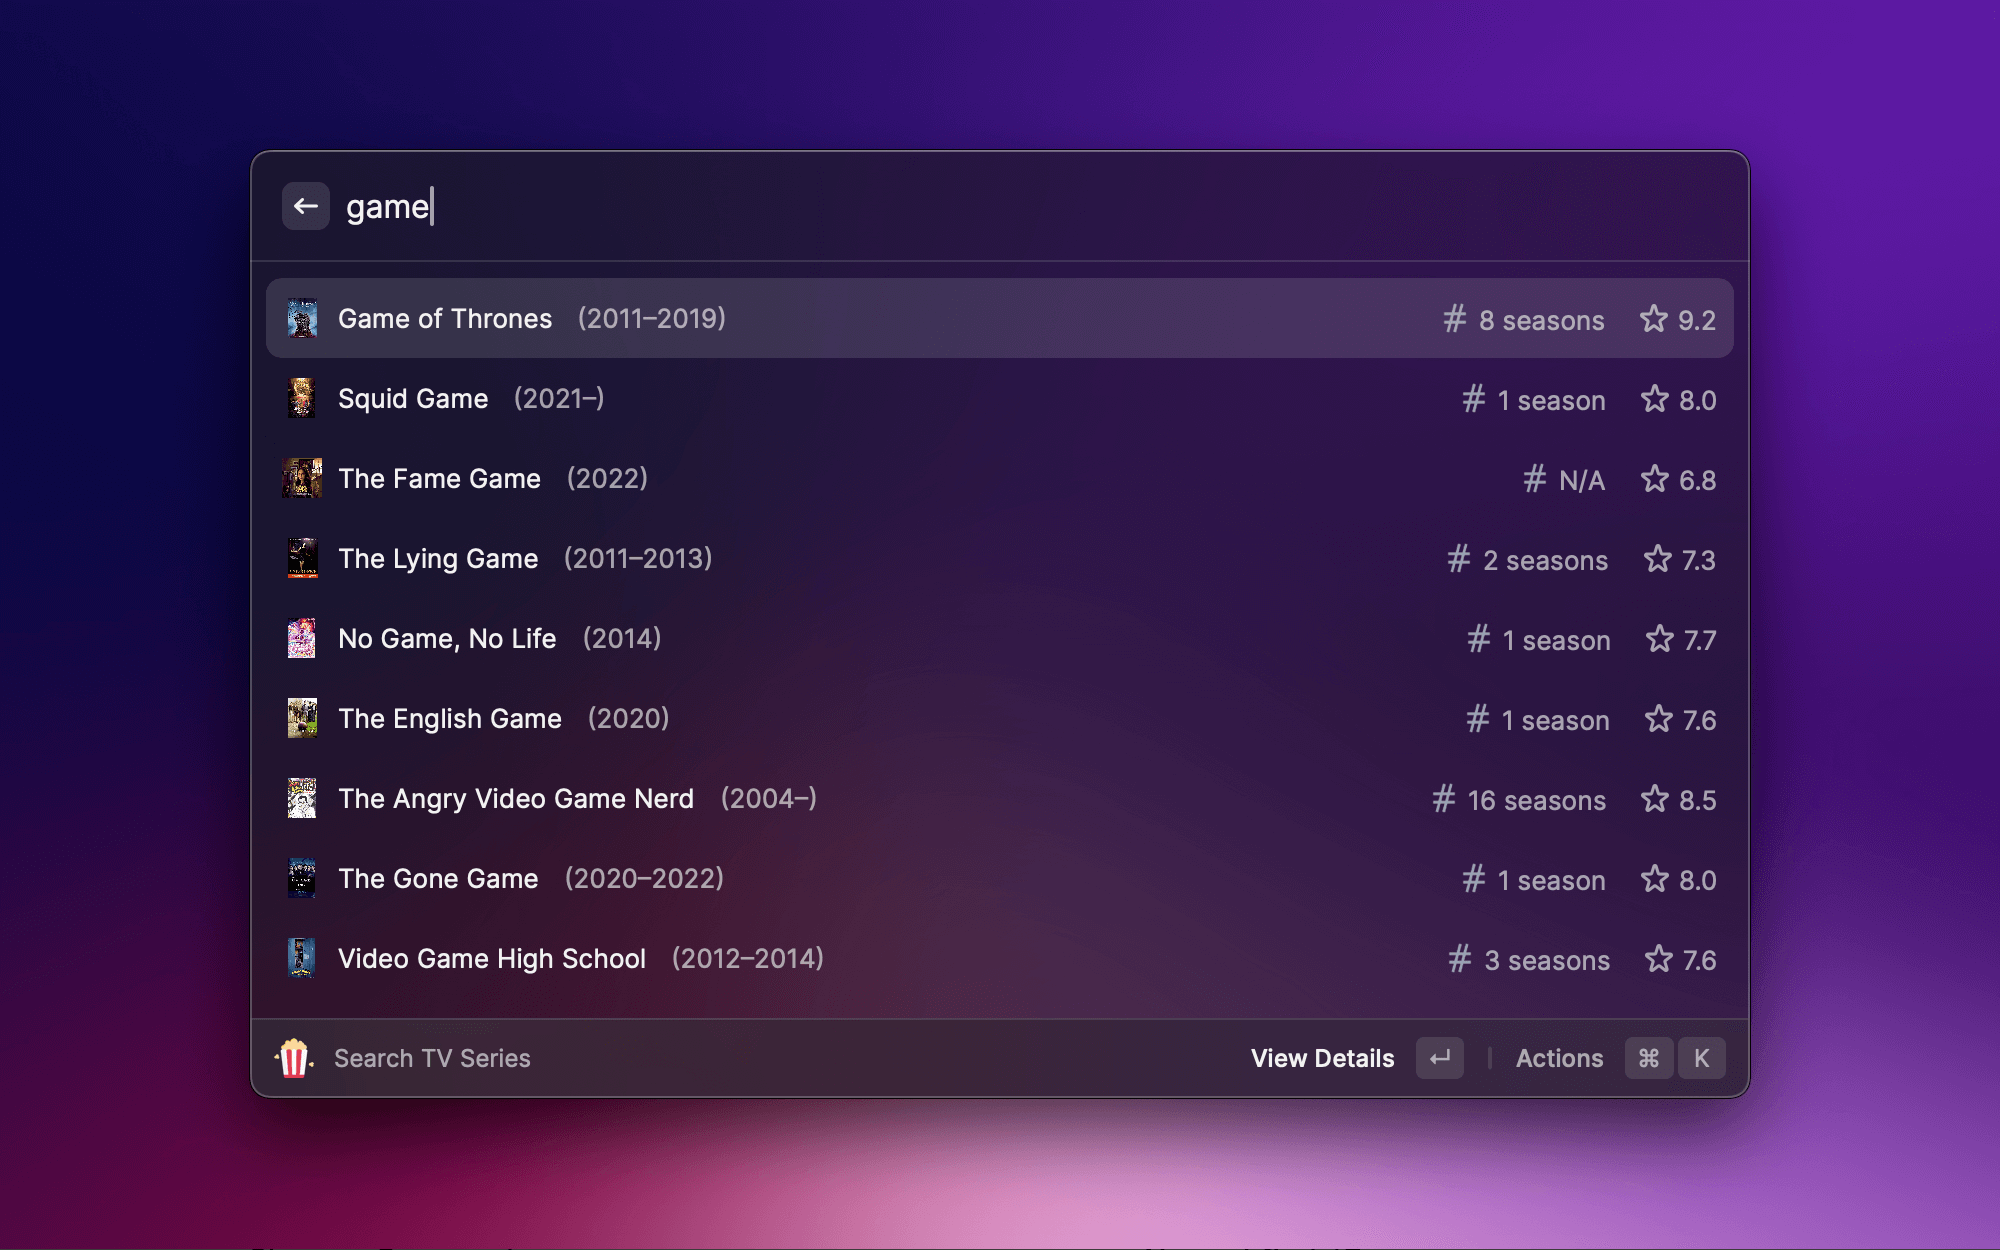 game
Game of Thrones (2011–2019) # 8 seasons ☆ 9.2
Squid Game (2021–) # 1 season ☆ 8.0
The Fame Game (2022) # N/A ☆ 6.8
The Lying Game (2011–2013) # 2 seasons ☆ 7.3
No Game, No Life (2014) # 1 season ☆ 7.7
The English Game (2020) # 1 season ☆ 7.6
The Angry Video Game Nerd (2004–) # 16 seasons ☆ 8.5
The Gone Game (2020–2022) # 1 season ☆ 8.0
Video Game High School (2012–2014) # 3 seasons ☆ 7.6
Search TV Series View Details ↵ | Actions ⌘ K